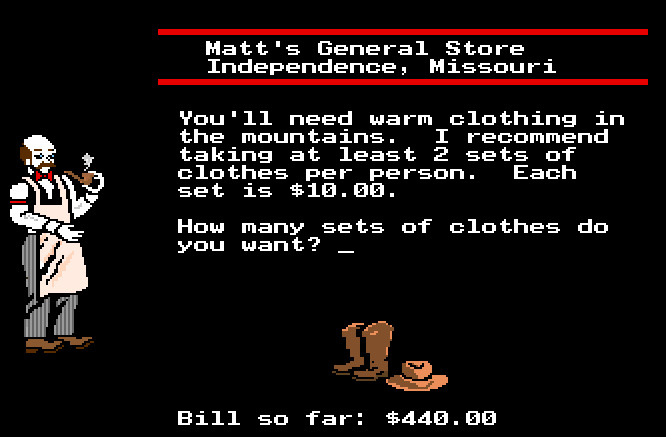 Matt's General Store
Independence, Missouri
You'll need warm clothing in
the mountains.  I recommend
taking at least 2 sets of
clothes per person.  Each
set is $10.00.
How many sets of clothes do
you want? _
Bill so far: $440.00